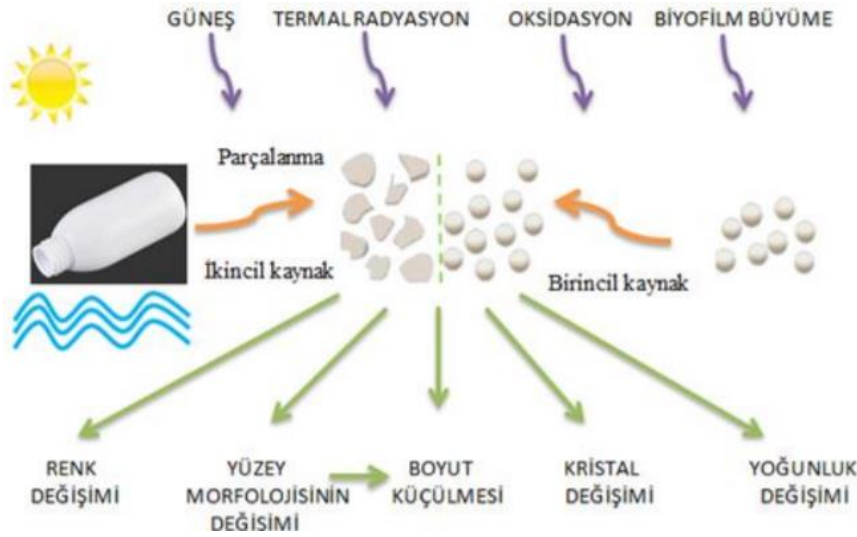 GÜNEŞ
TERMAL RADYASYON
OKSİDASYON
BİYOFİLM BÜYÜME
Parçalanma
İkincil kaynak
Birincil kaynak
RENK
DEĞİŞİMİ
YÜZEY
MORFOLOJİSİNİN
DEĞİSİMİ
BOYUT
KÜÇÜLMESİ
KRİSTAL
DEĞİŞİMİ
YOĞUNLUK
DEĞİŞİMİ